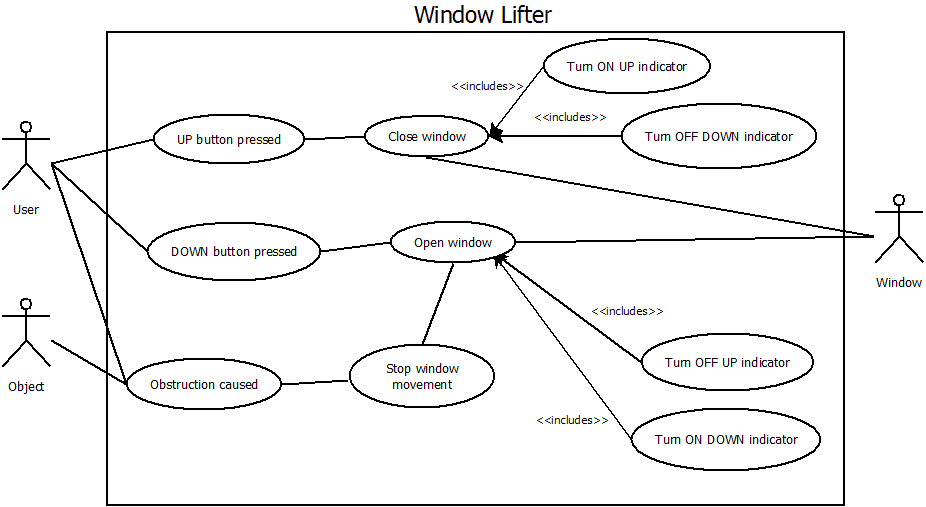 Window Lifter
Turn ON UP indicator
<<includes>>
<<includes>>
UP button pressed
Close window
Turn OFF DOWN indicator
User
DOWN button pressed
Open window
Window
<<includes>>
Object
Obstruction caused
Stop window
movement
Turn OFF UP indicator
<<includes>>
Turn ON DOWN indicator